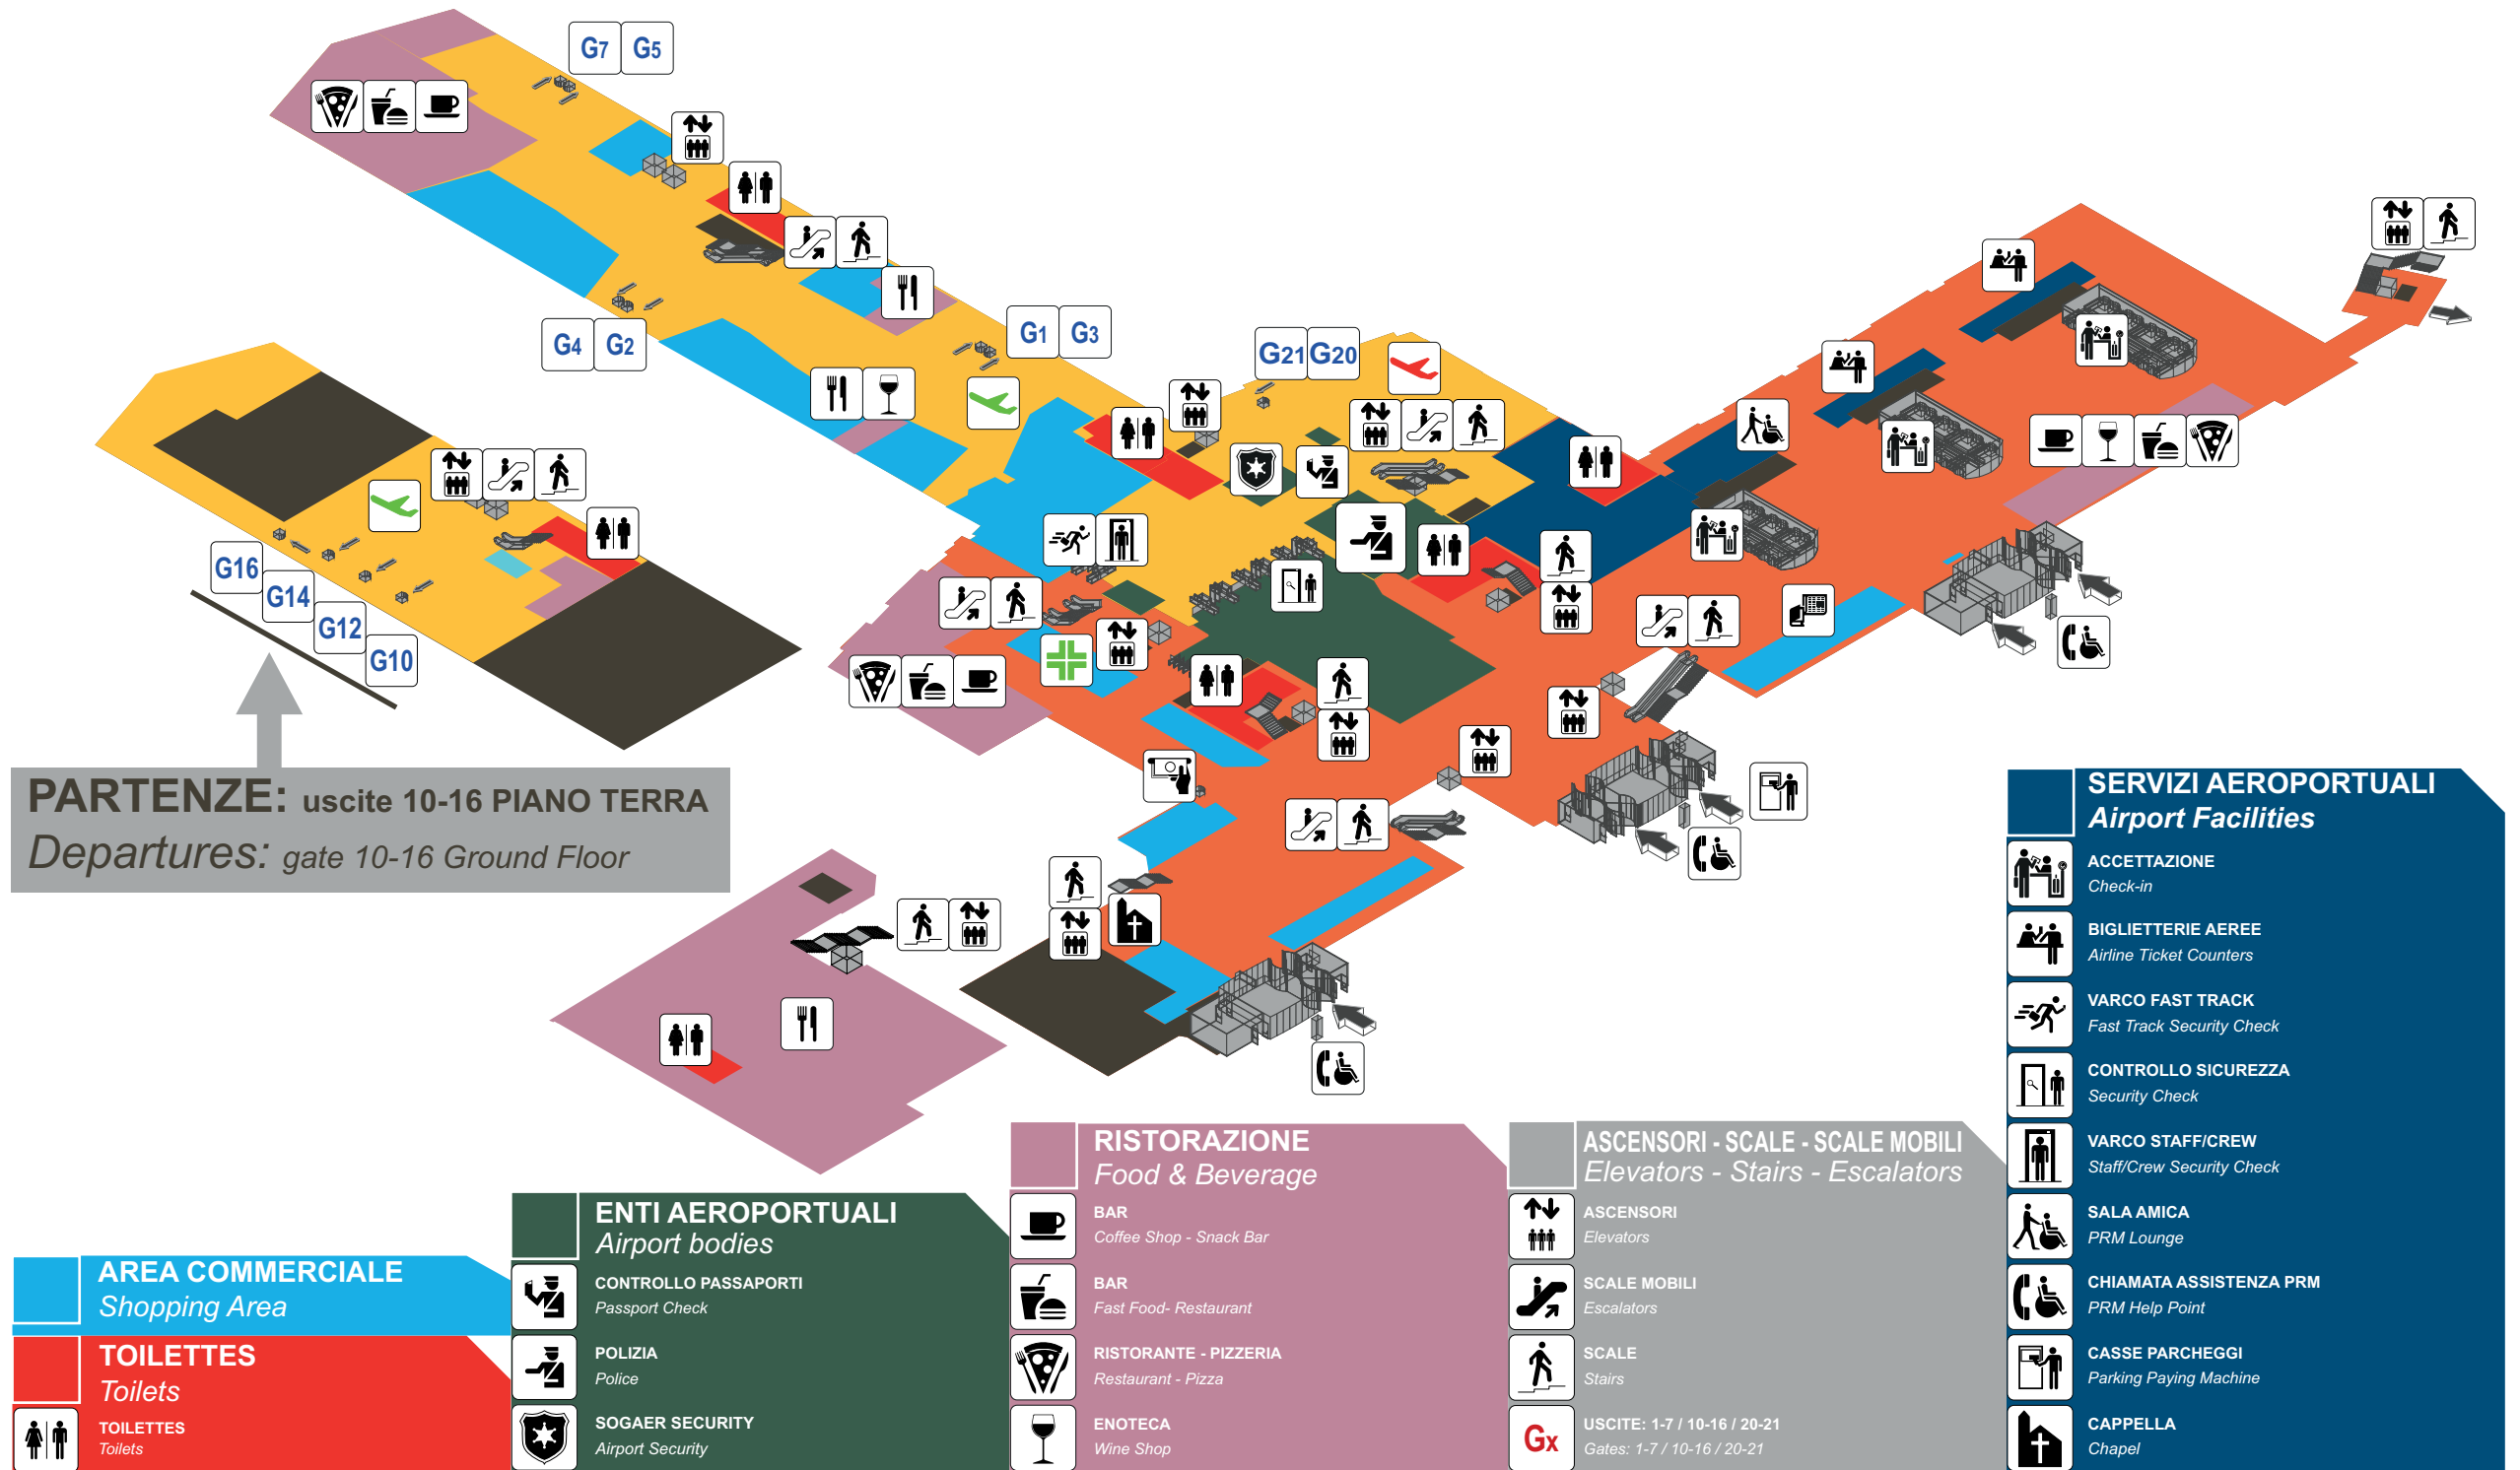 G7 G5
G4 G2
G1 G3
G21 G20
G16
G14
G12
G10
PARTENZE: uscite 10-16 PIANO TERRA
Departures: gate 10-16 Ground Floor
AREA COMMERCIALE
Shopping Area
TOILETTES
Toilets
TOILETTES
Toilets
ENTI AEROPORTUALI
Airport bodies
CONTROLLO PASSAPORTI
Passport Check
POLIZIA
Police
SOGAER SECURITY
Airport Security
RISTORAZIONE
Food & Beverage
BAR
Coffee Shop - Snack Bar
BAR
Fast Food- Restaurant
RISTORANTE - PIZZERIA
Restaurant - Pizza
ENOTECA
Wine Shop
ASCENSORI - SCALE - SCALE MOBILI
Elevators - Stairs - Escalators
ASCENSORI
Elevators
SCALE MOBILI
Escalators
SCALE
Stairs
Gx
USCITE: 1-7 / 10-16 / 20-21
Gates: 1-7 / 10-16 / 20-21
SERVIZI AEROPORTUALI
Airport Facilities
ACCETTAZIONE
Check-in
BIGLIETTERIE AEREE
Airline Ticket Counters
VARCO FAST TRACK
Fast Track Security Check
CONTROLLO SICUREZZA
Security Check
VARCO STAFF/CREW
Staff/Crew Security Check
SALA AMICA
PRM Lounge
CHIAMATA ASSISTENZA PRM
PRM Help Point
CASSE PARCHEGGI
Parking Paying Machine
CAPPELLA
Chapel